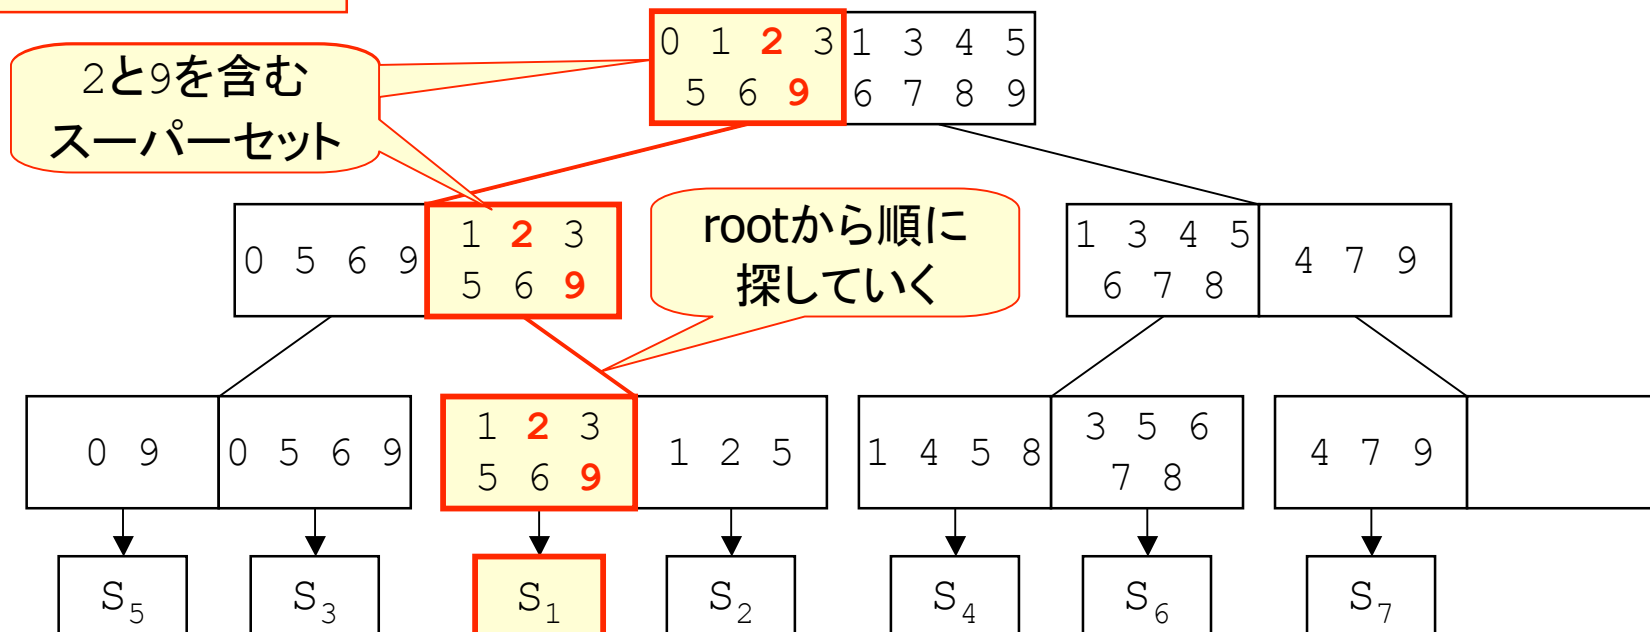 2と9を含む
スーパーセット
0 1 2 3
5 6 9
1 3 4 5
6 7 8 9
rootから順に
探していく
0 5 6 9
1 2 3
5 6 9
1 3 4 5
6 7 8
4 7 9
0 9
0 5 6 9
1 2 3
5 6 9
1 2 5
1 4 5 8
3 5 6
7 8
4 7 9
S5
S3
S1
S2
S4
S6
S7